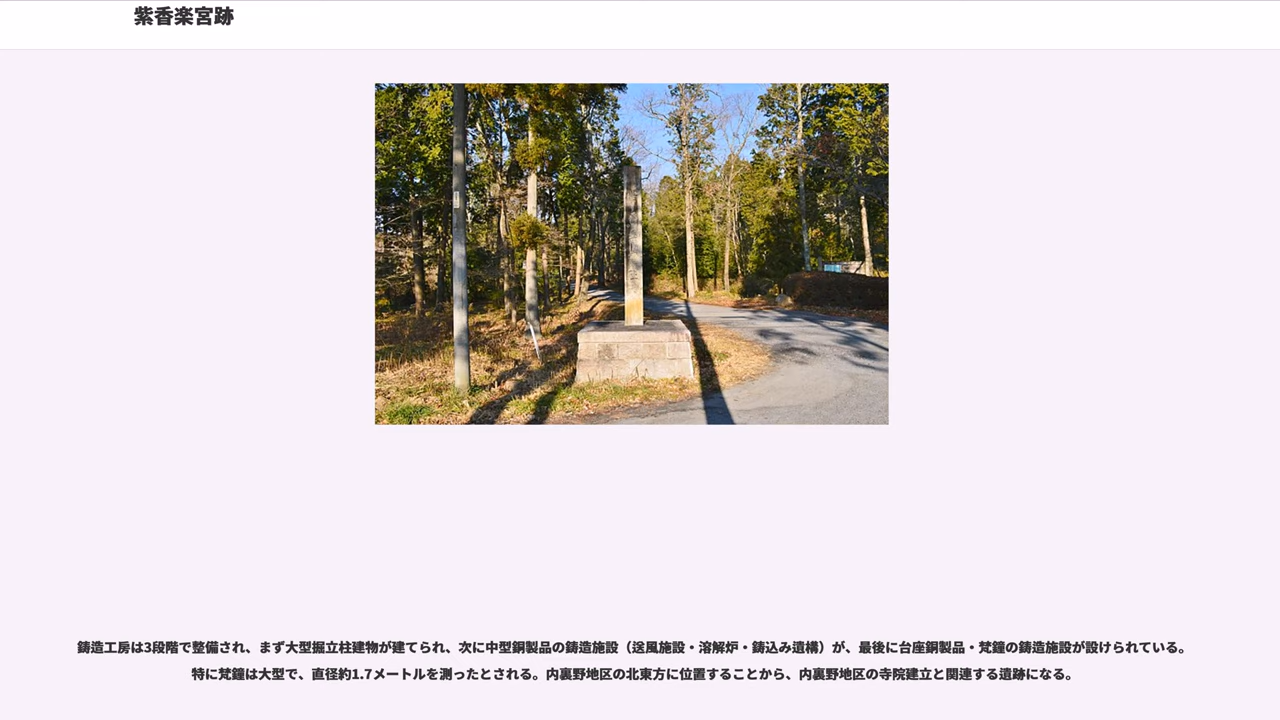 紫香楽宮跡
鋳造工房は3段階で整備され、まず大型掘立柱建物が建てられ、次に中型銅製品の鋳造施設（送風施設・溶解炉・鋳込み遺構）が、最後に台座銅製品・梵鐘の鋳造施設が設けられている。
特に梵鐘は大型で、直径約1.7メートルを測ったとされる。内裏野地区の北東方に位置することから、内裏野地区の寺院建立と関連する遺跡になる。